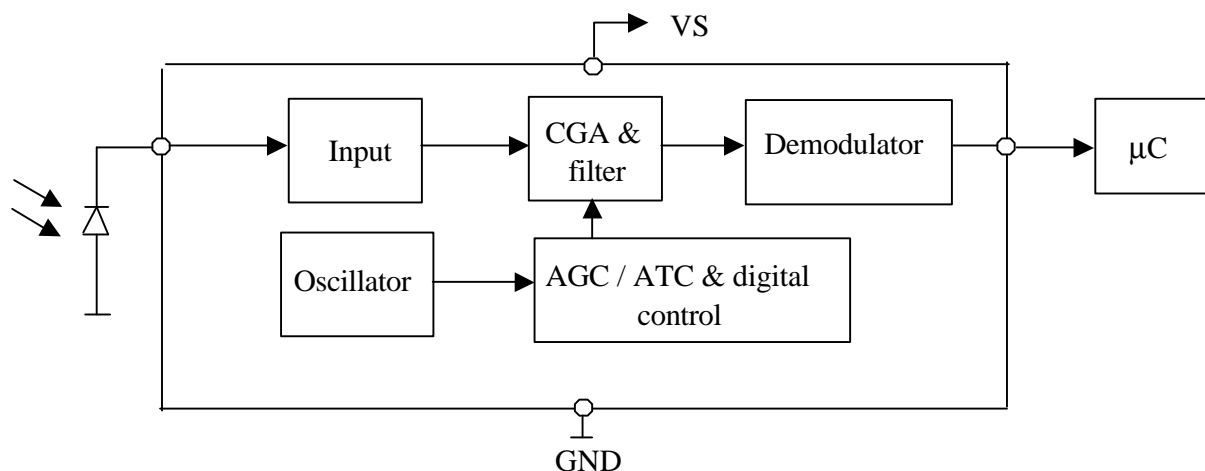 VS
Input
CGA &
filter
Demodulator
µC
Oscillator
AGC / ATC & digital
control
GND